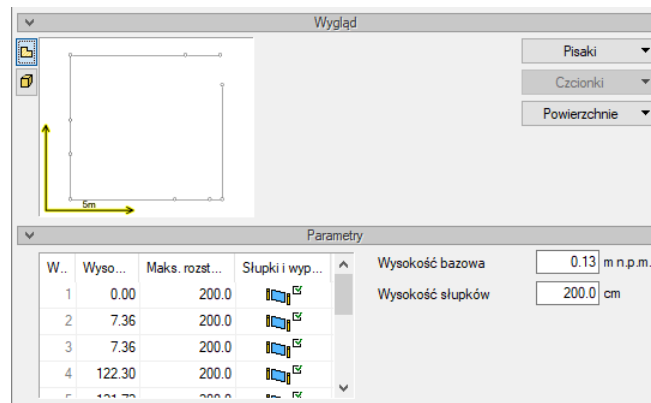 Wygląd
Pisaki
Czcionki
Powierzchnie
5m
Parametry
W.. Wyso... Maks. rozst... Słupki i wyp...
1 0.00 200.0
2 7.36 200.0
3 7.36 200.0
4 122.30 200.0
Wysokość bazowa 0.13 m n.p.m.
Wysokość słupków 200.0 cm